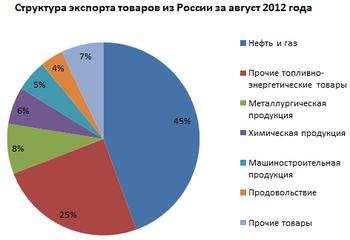 Структура экспорта товаров из России за август 2012 года
45%
25%
8%
6%
5%
4%
7%
Нефть и газ
Прочие топливно-
энергетические товары
Металлургическая
продукция
Химическая продукция
Машиностроительная
продукция
Продовольствие
Прочие товары